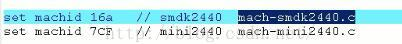 set machid 16a // smdk2440 mach-smdk2440.c
set machid 7CF // mini2440 mach-mini2440.c